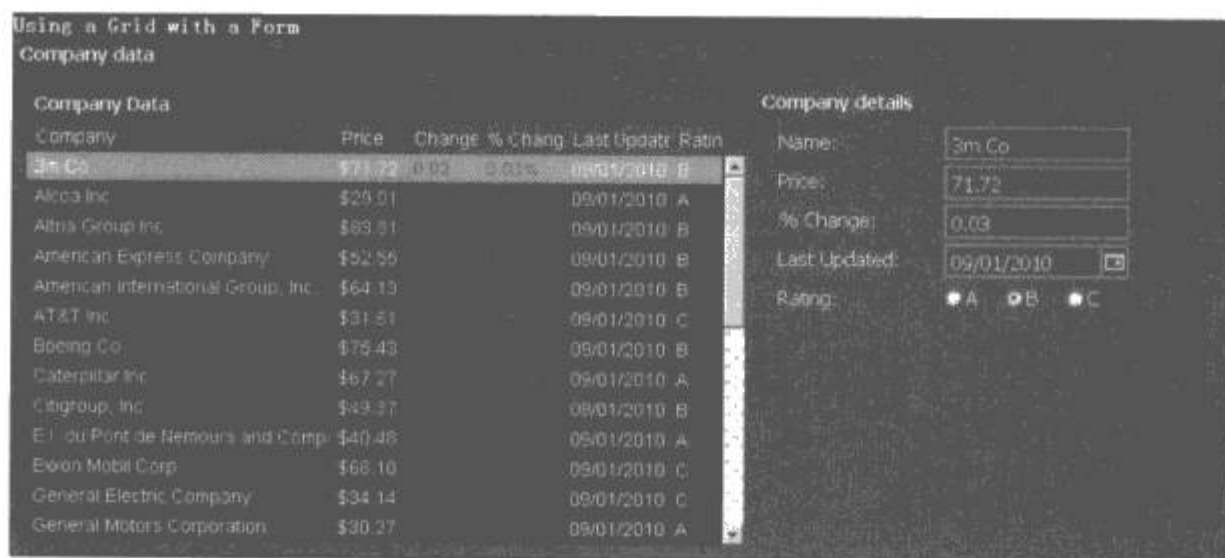 Using a Grid with a Form
Company data
Company Data
Company Price Change % Chang Last Update Ratin
3m Co $71.72 0.02 0.03% 09/01/2010 B
Alcoa Inc $29.01 09/01/2010 A
Altria Group Inc $83.81 09/01/2010 B
American Express Company $52.55 09/01/2010 B
American International Group, Inc. $64.13 09/01/2010 B
AT&T Inc. $31.61 09/01/2010 C
Boeing Co. $75.43 09/01/2010 B
Caterpillar Inc. $67.27 09/01/2010 A
Citigroup, Inc. $49.37 09/01/2010 B
E.I. du Pont de Nemours and Comp $40.48 09/01/2010 A
Exxon Mobil Corp $68.10 09/01/2010 C
General Electric Company $34.14 09/01/2010 C
General Motors Corporation $30.27 09/01/2010 A
Company details
Name: 3m Co
Price: 71.72
% Change: 0.03
Last Updated: 09/01/2010
Rating: A B C